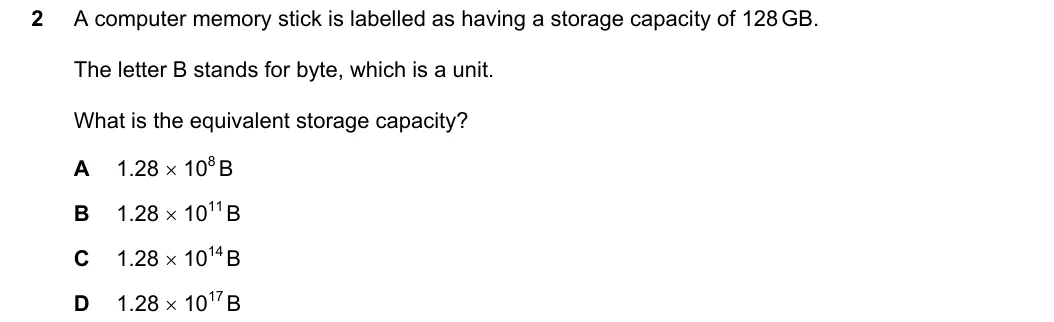 2 A computer memory stick is labelled as having a storage capacity of 128 GB.
The letter B stands for byte, which is a unit.
What is the equivalent storage capacity?
A 1.28 × 10⁸ B
B 1.28 × 10¹¹ B
C 1.28 × 10¹⁴ B
D 1.28 × 10¹⁷ B